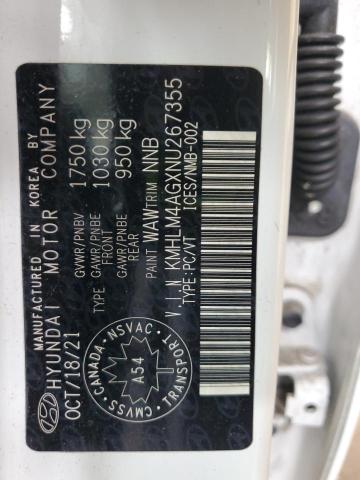 MANUFACTURED IN KOREA BY
HYUNDAI MOTOR COMPANY
OCT/18/21
GVWR/PNBV 1750 kg
TYPE GAWR/PNBE FRONT 1030 kg
GAWR/PNBE REAR 950 kg
PAINT WAW TRIM NNB
V.I.N KMHLM4AGXNU267355
TYPE:PC/VT ICES/NMB-002
CANADA-NSVAC
A54
CMVSS-TRANSPORT